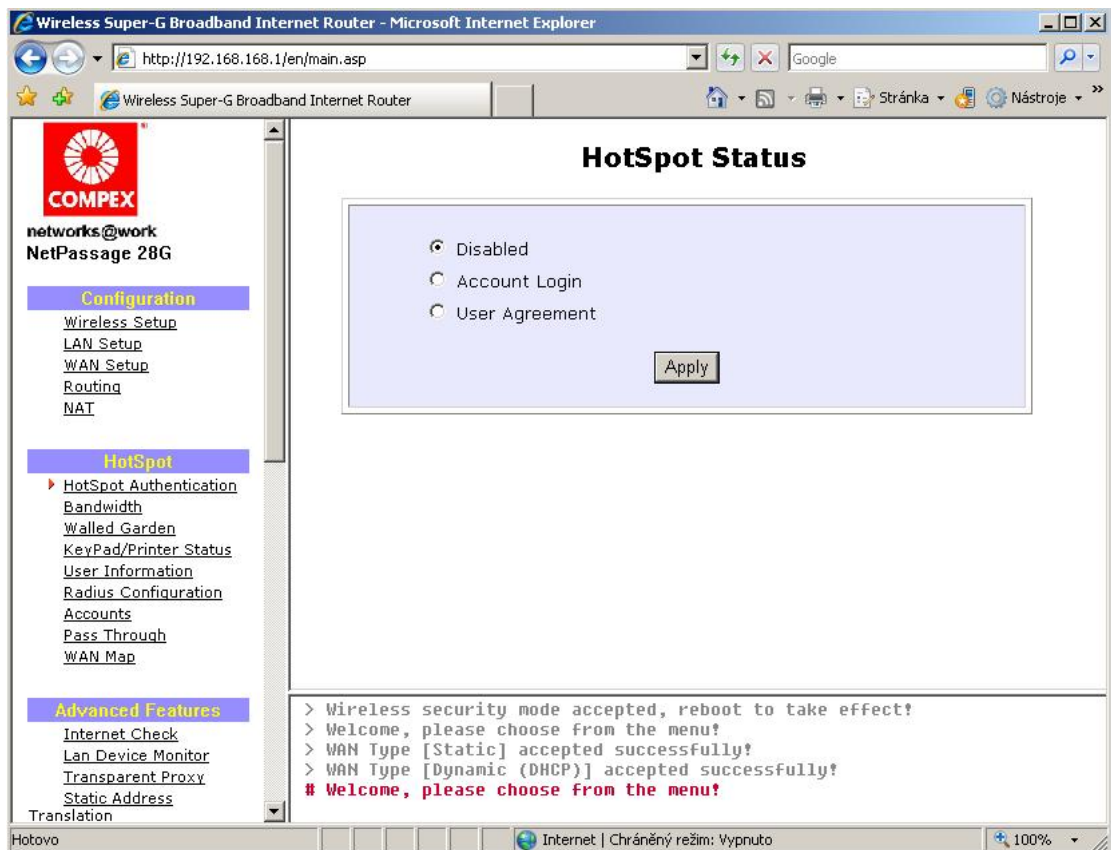 Wireless Super-G Broadband Internet Router - Microsoft Internet Explorer
http://192.168.168.1/en/main.asp
Google
Wireless Super-G Broadband Internet Router
Stránka
Nástroje
»
COMPEX
networks@work
NetPassage 28G
Configuration
Wireless Setup
LAN Setup
WAN Setup
Routing
NAT
HotSpot
HotSpot Authentication
Bandwidth
Walled Garden
KeyPad/Printer Status
User Information
Radius Configuration
Accounts
Pass Through
WAN Map
Advanced Features
Internet Check
Lan Device Monitor
Transparent Proxy
Static Address
Translation
HotSpot Status
Disabled
Account Login
User Agreement
Apply
> Wireless security mode accepted, reboot to take effect!
> Welcome, please choose from the menu!
> WAN Type [Static] accepted successfully!
> WAN Type [Dynamic (DHCP)] accepted successfully!
# Welcome, please choose from the menu!
Hotovo
Internet | Chráněný režim: Vypnuto
100%